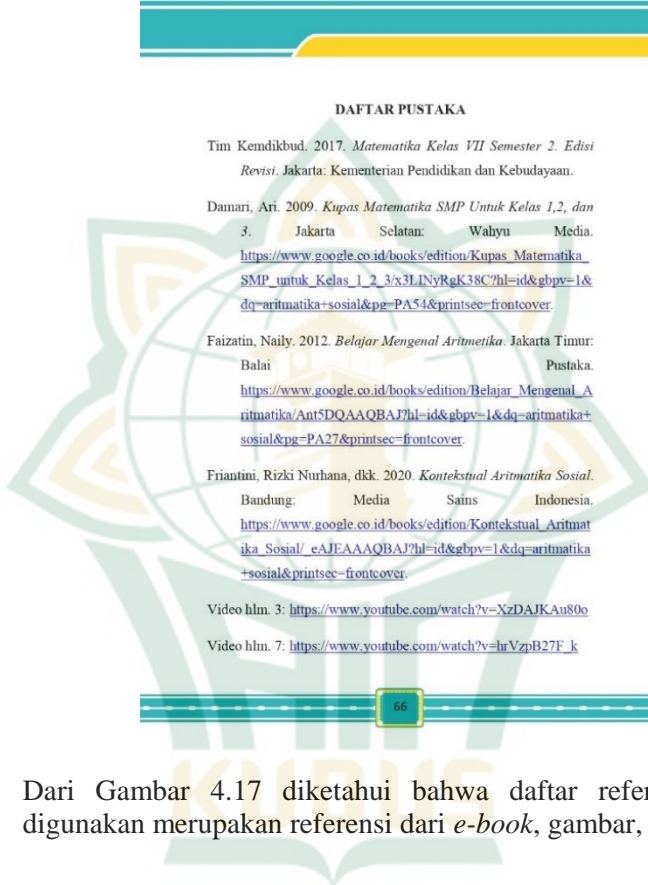 DAFTAR PUSTAKA
Tim Kemdikbud. 2017. Matematika Kelas VII Semester 2. Edisi
Revisi. Jakarta: Kementerian Pendidikan dan Kebudayaan.
Damari, Ari. 2009. Kupas Matematika SMP Untuk Kelas 1,2, dan
3. Jakarta Selatan: Wahyu Media.
https://www.google.co.id/books/edition/Kupas_Matematika_
SMP_untuk_Kelas_1_2_3/x3LINyRgK38C?hl=id&gbpv=1&
dq=aritmatika+sosial&pg=PA54&printsec=frontcover.
Faizatin, Naily. 2012. Belajar Mengenal Aritmetika. Jakarta Timur:
Balai Pustaka.
https://www.google.co.id/books/edition/Belajar_Mengenal_A
ritmatika/Ant5DQAAQBAJ?hl=id&gbpv=1&dq=aritmatika+
sosial&pg=PA27&printsec=frontcover.
Friantini, Rizki Nurhana, dkk. 2020. Kontekstual Aritmatika Sosial.
Bandung: Media Sains Indonesia.
https://www.google.co.id/books/edition/Kontekstual_Aritmat
ika_Sosial/_eAJEAAAQBAJ?hl=id&gbpv=1&dq=aritmatika
+sosial&printsec=frontcover.
Video hlm. 3: https://www.youtube.com/watch?v=XzDAJKAu80o
Video hlm. 7: https://www.youtube.com/watch?v=hrVzpB27F_k
66
KUDUS
Dari Gambar 4.17 diketahui bahwa daftar refer
digunakan merupakan referensi dari e-book, gambar,